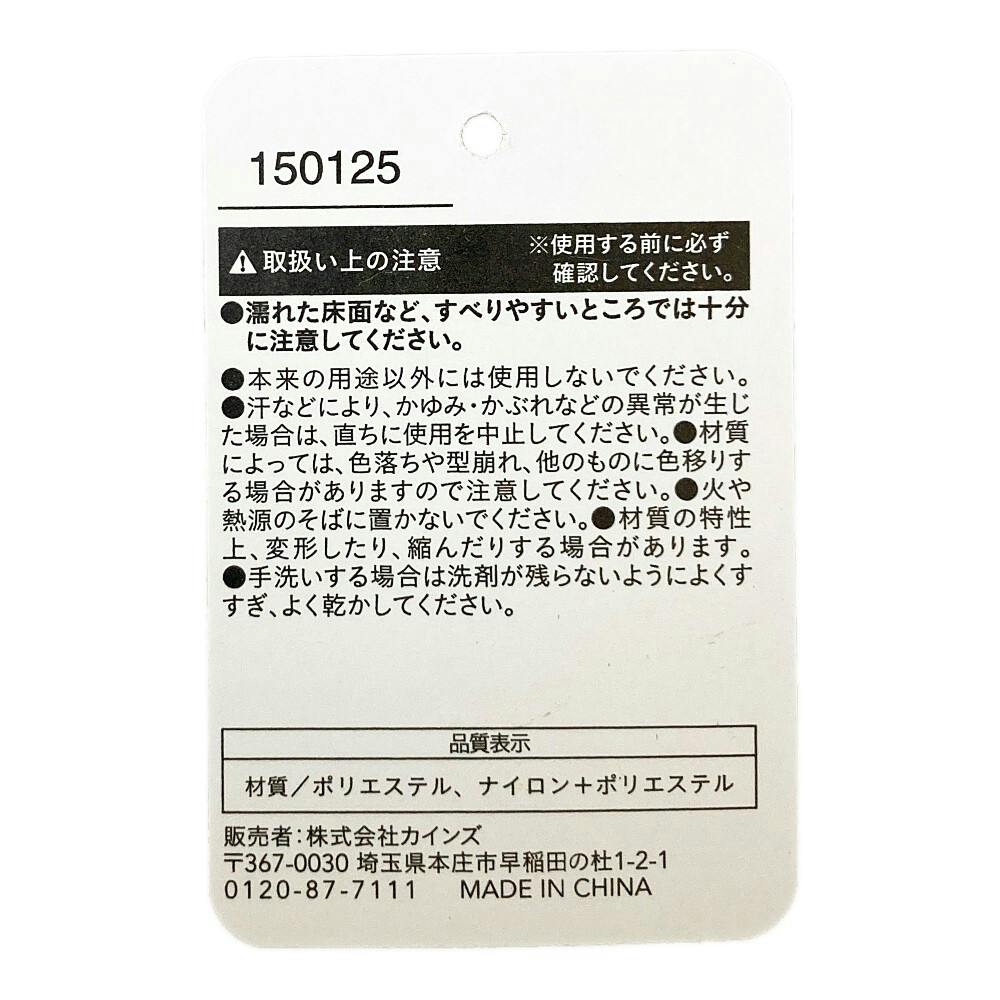 150125
⚠取扱い上の注意
※使用する前に必ず
確認してください。
●濡れた床面など、すべりやすいところでは十分
に注意してください。
●本来の用途以外には使用しないでください。
●汗などにより、かゆみ・かぶれなどの異常が生じ
た場合は、直ちに使用を中止してください。●材質
によっては、色落ちや型崩れ、他のものに色移りす
る場合がありますので注意してください。●火や
熱源のそばに置かないでください。●材質の特性
上、変形したり、縮んだりする場合があります。
●手洗いする場合は洗剤が残らないようによくす
すぎ、よく乾かしてください。
品質表示
材質／ポリエステル、ナイロン＋ポリエステル
販売者：株式会社カインズ
〒367-0030 埼玉県本庄市早稲田の杜1-2-1
0120-87-7111 MADE IN CHINA